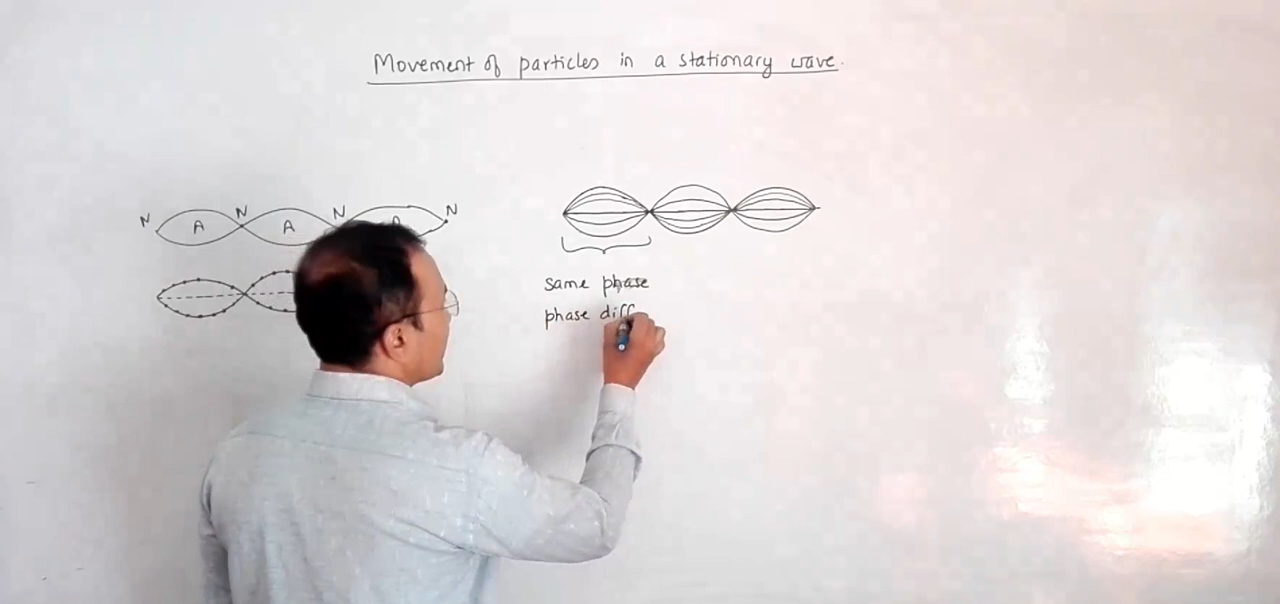 Movement of particles in a stationary wave.
N N N N
A A
same phase
phase diff